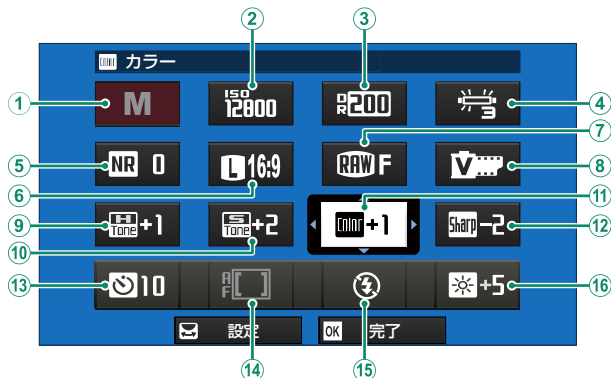 ② ③
Color カラー
① M ISO 12800 DR 200 3 ④
⑦
⑤ NR 0 L 16:9 RAW F V ⑧
⑥ ⑪
⑨ H Tone +1 S Tone +2 Color +1 Sharp -2 ⑫
⑩
⑬ 10 AF [ ] +5 ⑯
設定 OK 完了
⑭ ⑮